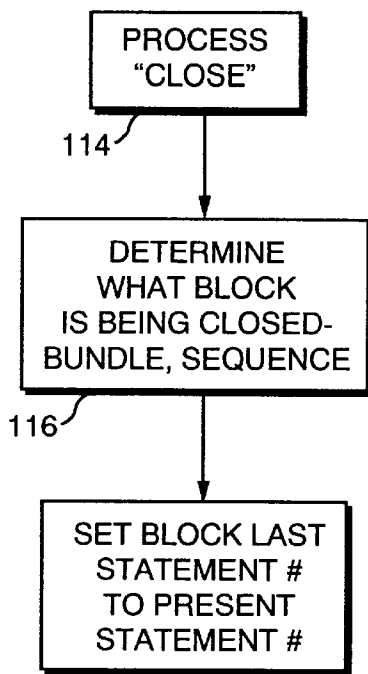 PROCESS
“CLOSE”
114
DETERMINE
WHAT BLOCK
IS BEING CLOSED-
BUNDLE, SEQUENCE
116
SET BLOCK LAST
STATEMENT #
TO PRESENT
STATEMENT #